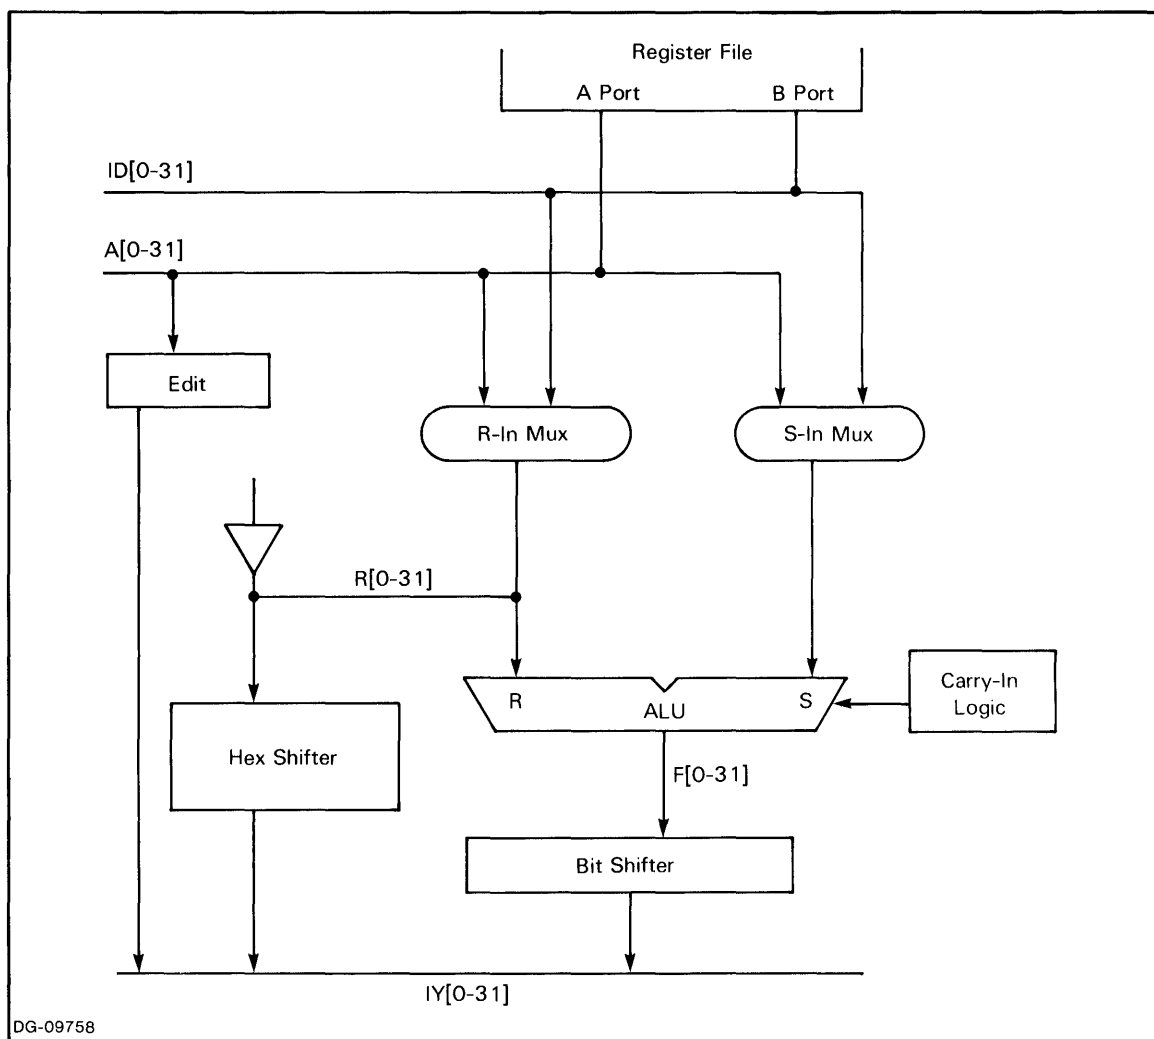 Register File
A Port
B Port
ID[0-31]
A[0-31]
Edit
R-In Mux
S-In Mux
R[0-31]
R
S
ALU
Carry-In
Logic
Hex Shifter
F[0-31]
Bit Shifter
IY[0-31]
DG-09758